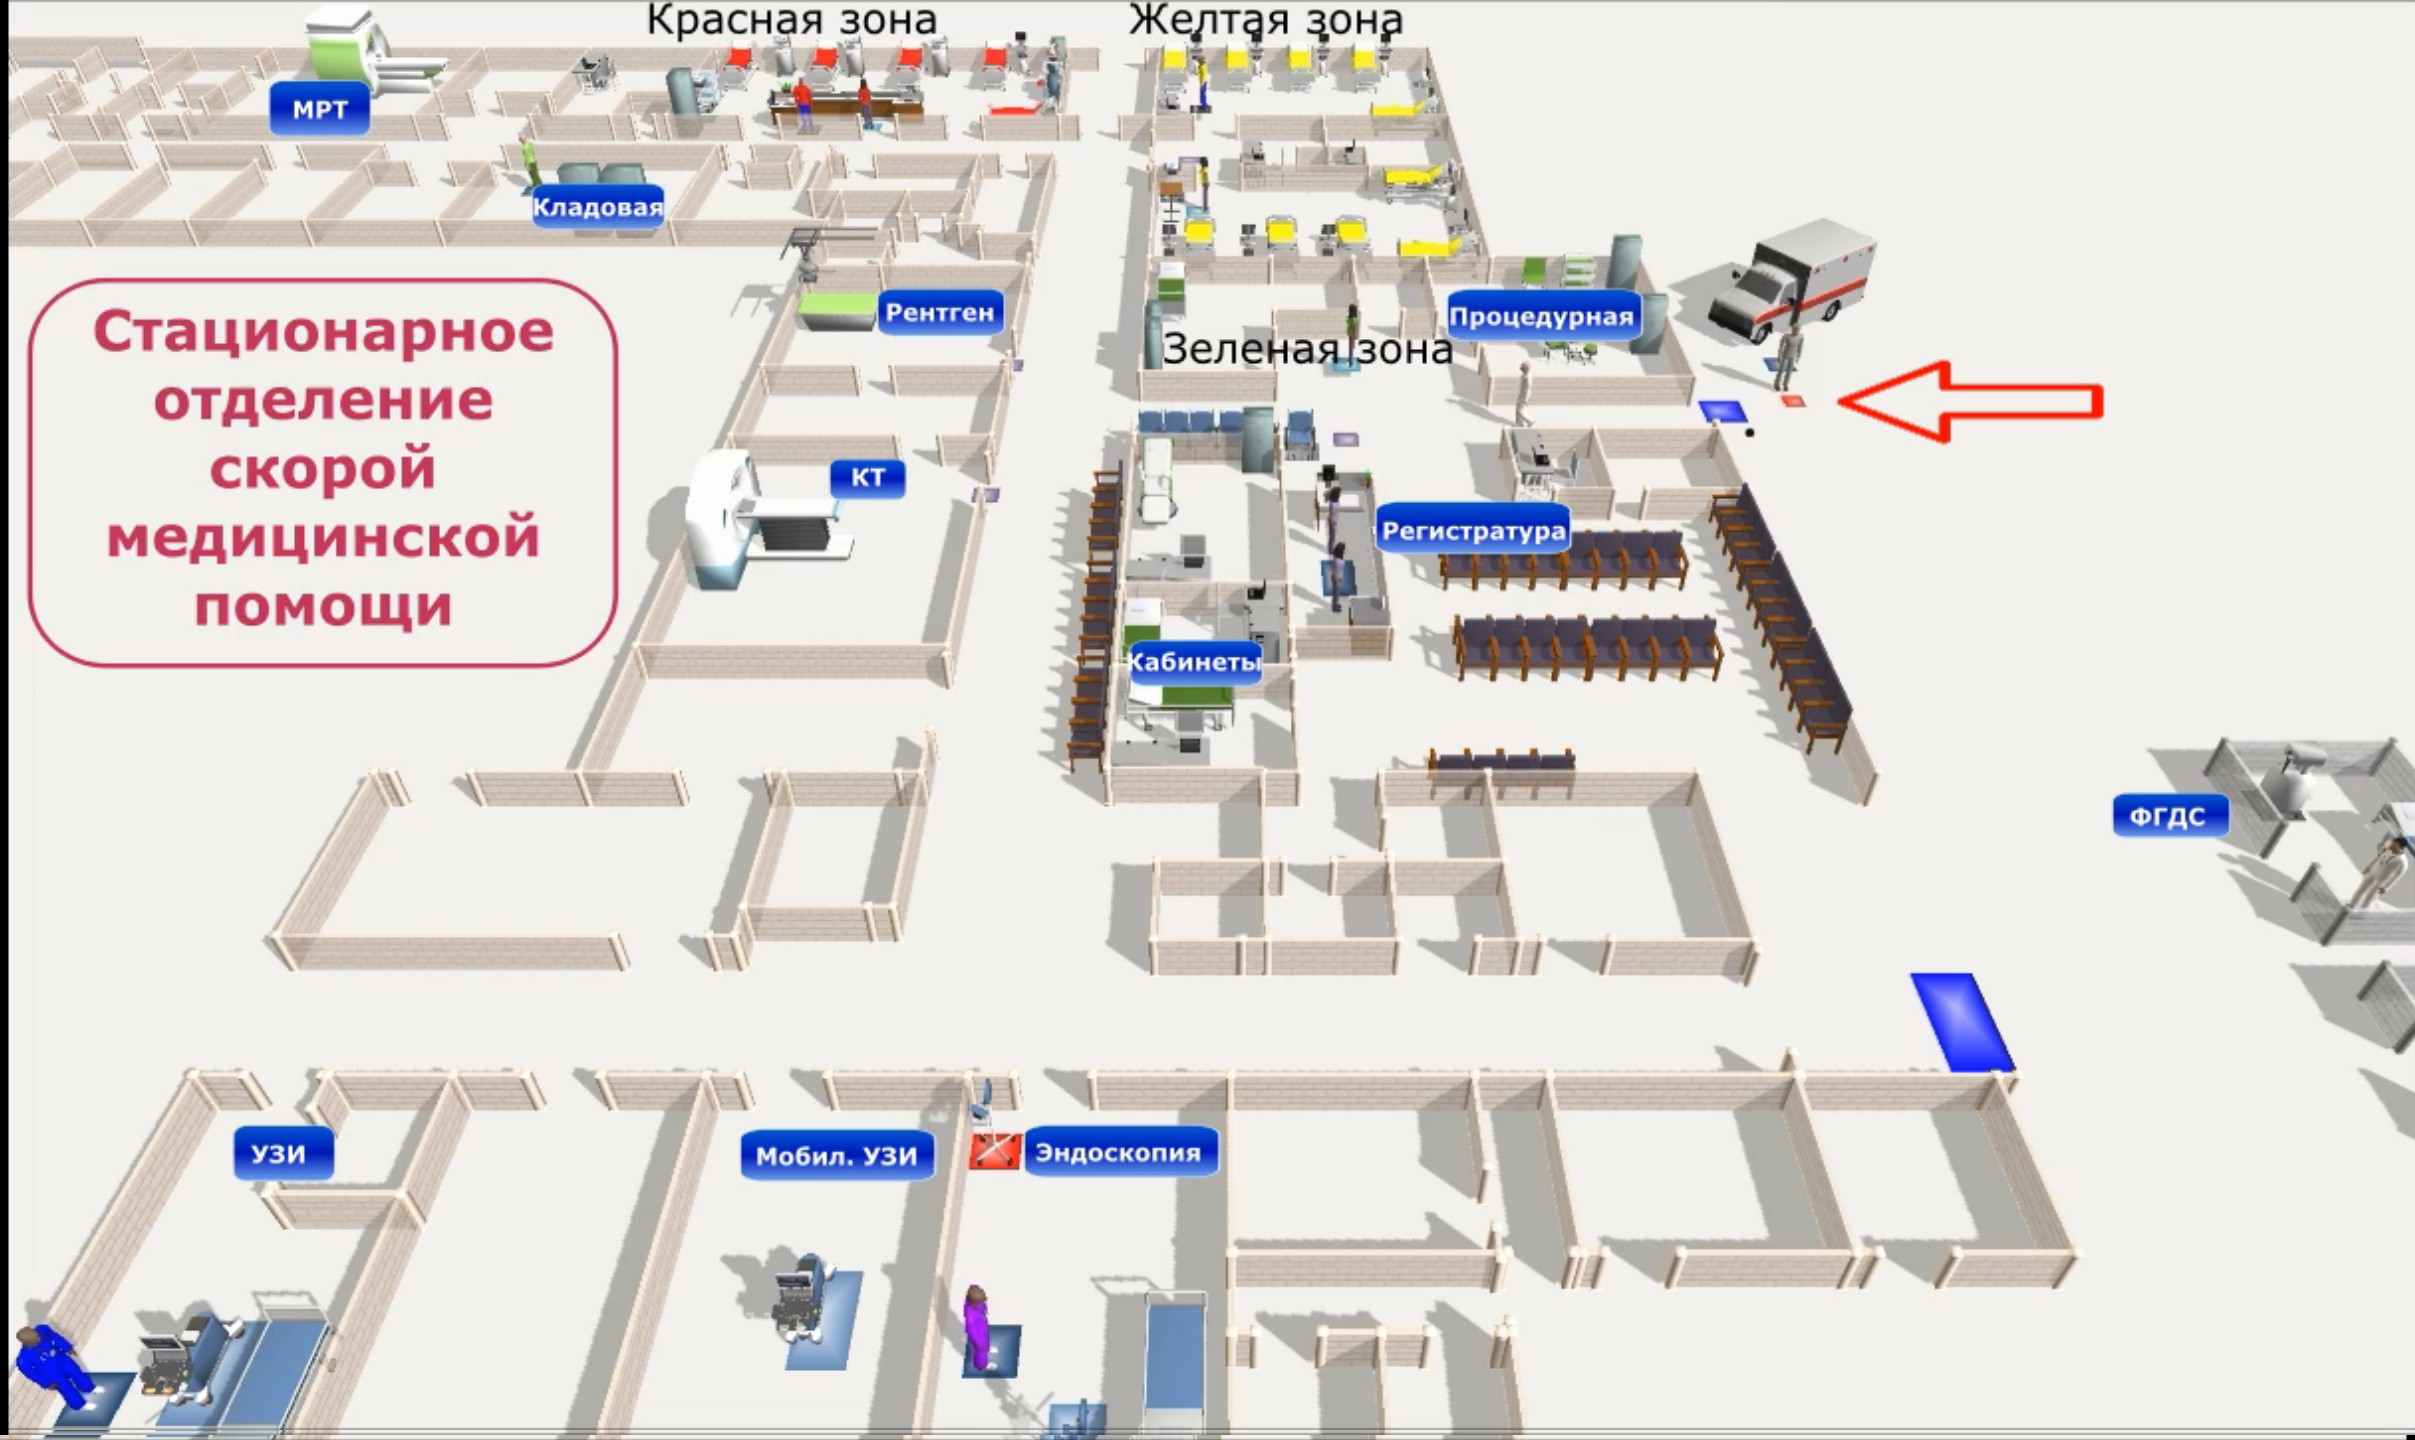 Красная зона
Желтая зона
МРТ
Кладовая
Рентген
Процедурная
Зеленая зона
Стационарное
отделение
скорой
медицинской
помощи
КТ
Регистратура
Кабинеты
ФГДС
УЗИ
Мобил. УЗИ
Эндоскопия